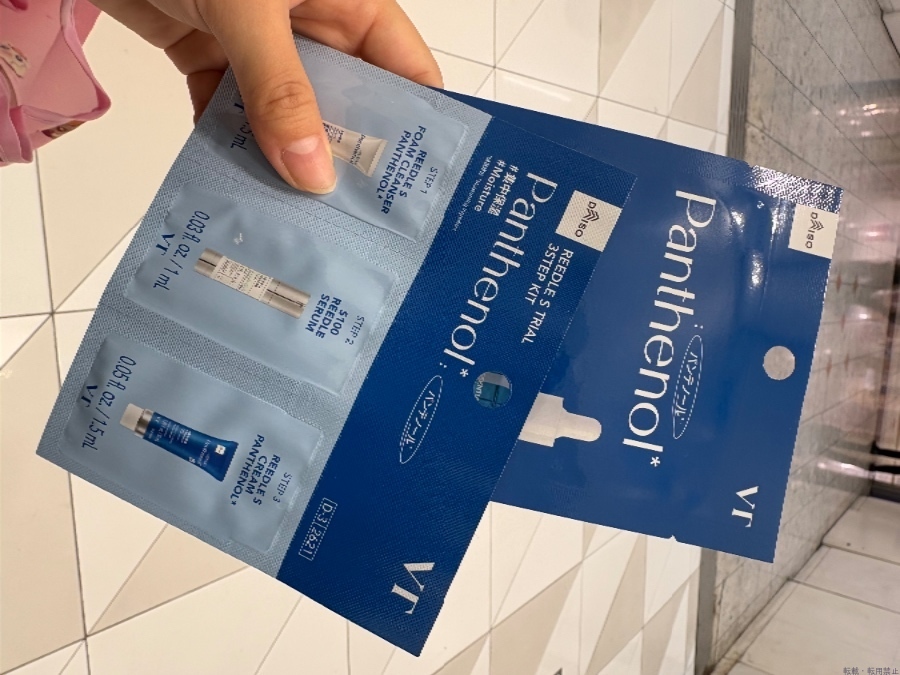 DAISO
REEDLE S TRIAL
3STEP KIT
#集中保湿
#Moisture
Panthenol:*
パンテノール*
VT
D-3 2621
STEP 1
REEDLE S
FOAM CLEANSER
PANTHENOL*
VT
STEP 2
S100
REEDLE
SERUM
0.03 fl. oz. / 1 mL
VT
STEP 3
REEDLE S
CREAM
PANTHENOL*
0.05 fl. oz. / 1.5 mL
VT
DAISO
Panthenol:*
パンテノール*
VT
転載・転用禁止